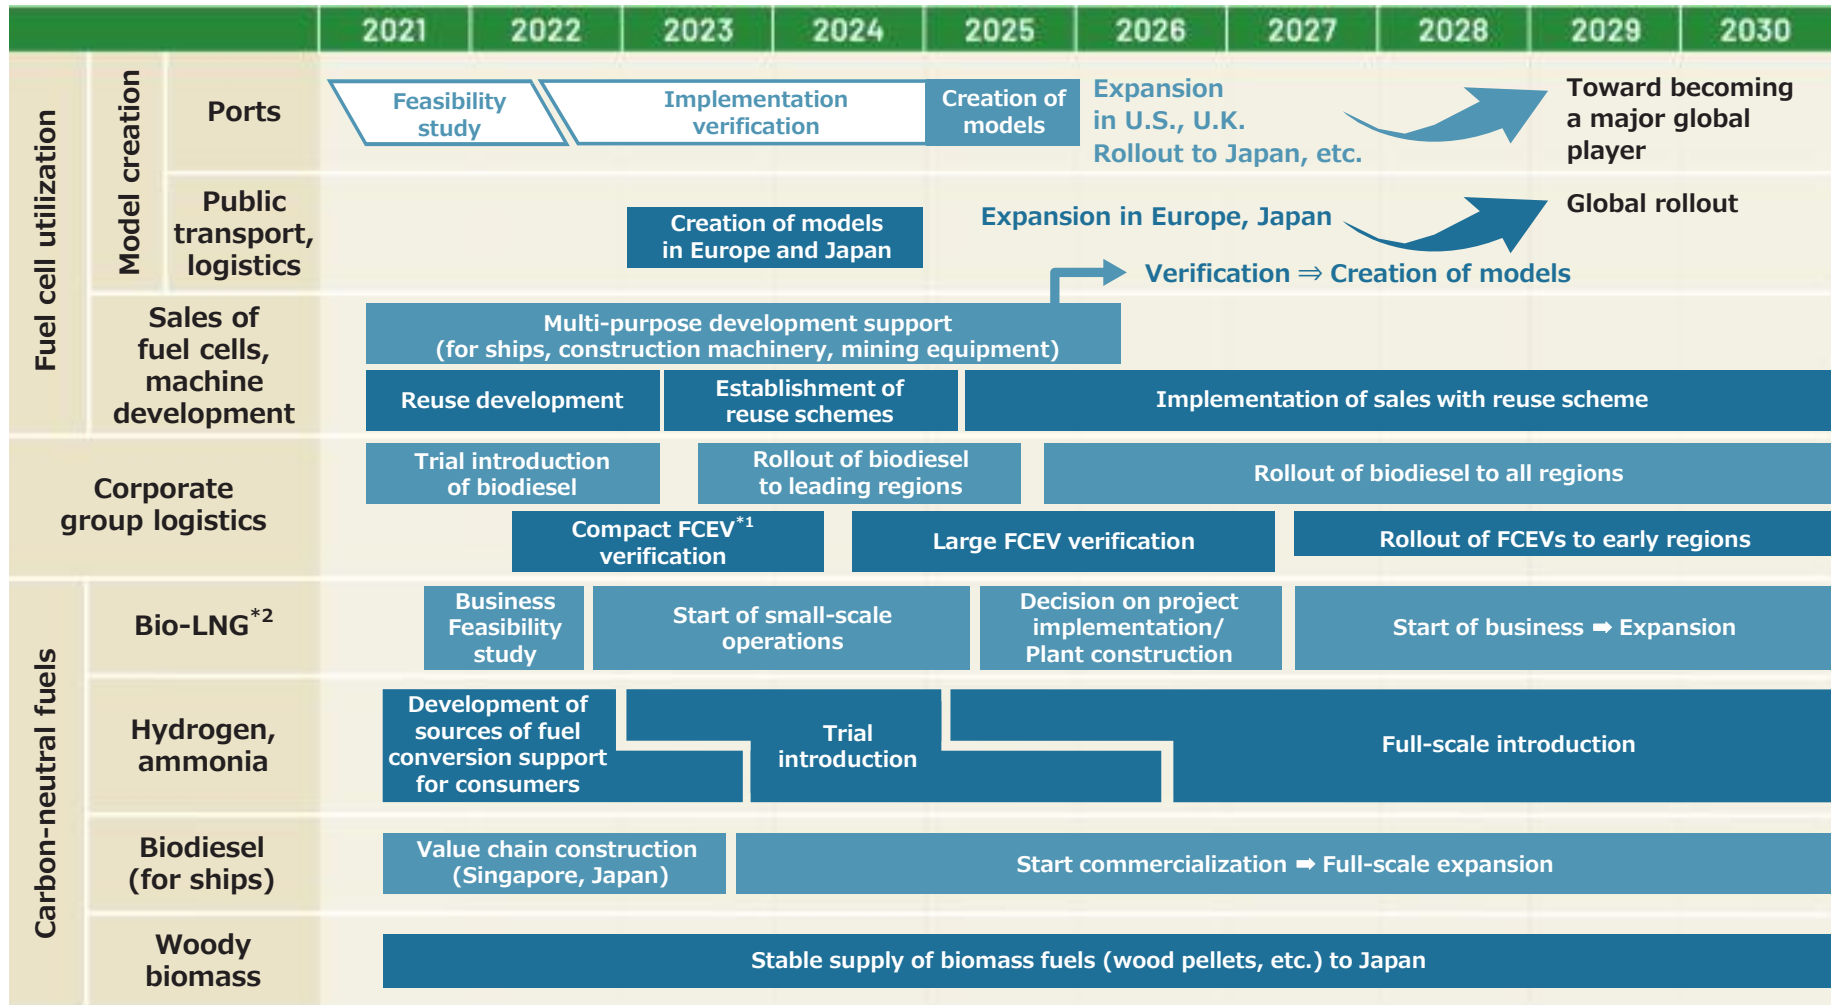 2021 2022 2023 2024 2025 2026 2027 2028 2029 2030
Fuel cell utilization
Model creation
Ports
Feasibility
study
Implementation
verification
Creation of
models
Expansion
in U.S., U.K.
Rollout to Japan, etc.
Toward becoming
a major global
player
Public
transport,
logistics
Creation of models
in Europe and Japan
Expansion in Europe, Japan
Global rollout
Verification ⇒ Creation of models
Sales of
fuel cells,
machine
development
Multi-purpose development support
(for ships, construction machinery, mining equipment)
Reuse development
Establishment of
reuse schemes
Implementation of sales with reuse scheme
Corporate
group logistics
Trial introduction
of biodiesel
Rollout of biodiesel
to leading regions
Rollout of biodiesel to all regions
Compact FCEV*1
verification
Large FCEV verification
Rollout of FCEVs to early regions
Carbon-neutral fuels
Bio-LNG*2
Business
Feasibility
study
Start of small-scale
operations
Decision on project
implementation/
Plant construction
Start of business ➡ Expansion
Hydrogen,
ammonia
Development of
sources of fuel
conversion support
for consumers
Trial
introduction
Full-scale introduction
Biodiesel
(for ships)
Value chain construction
(Singapore, Japan)
Start commercialization ➡ Full-scale expansion
Woody
biomass
Stable supply of biomass fuels (wood pellets, etc.) to Japan